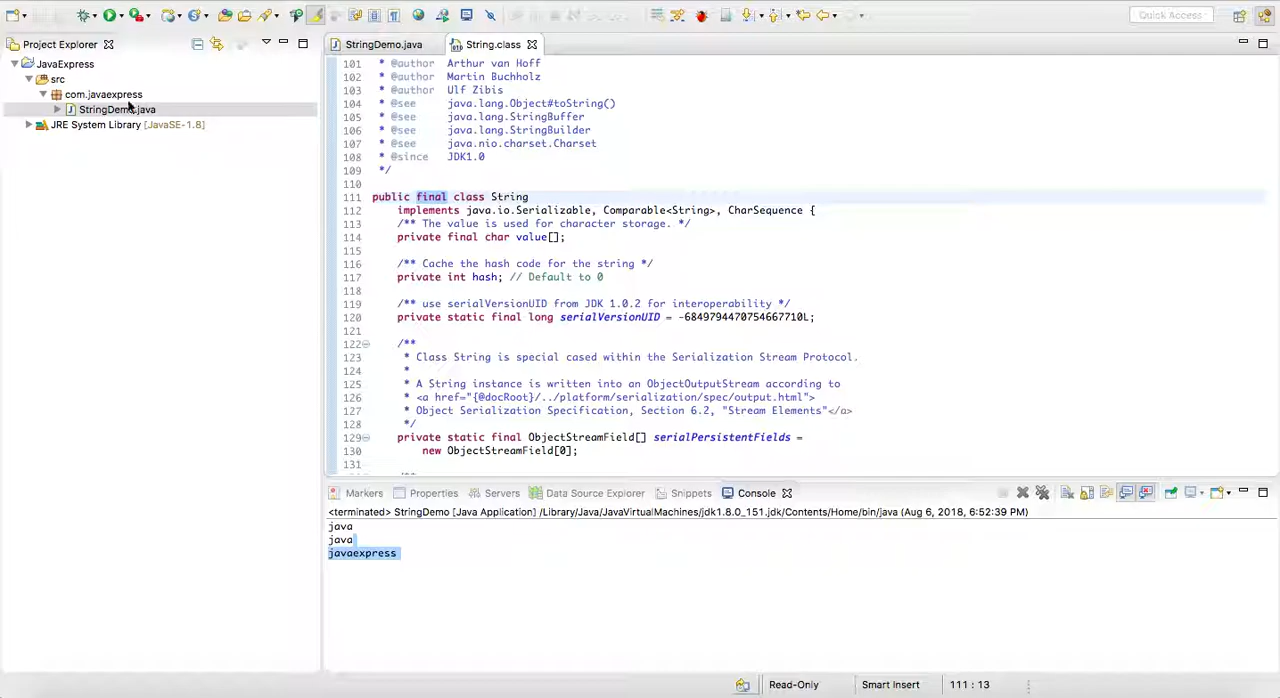 Quick Access
Project Explorer
JavaExpress
src
com.javaexpress
StringDemo.java
JRE System Library [JavaSE-1.8]
StringDemo.java
String.class
101 * @author Arthur van Hoff
102 * @author Martin Buchholz
103 * @author Ulf Zibis
104 * @see java.lang.Object#toString()
105 * @see java.lang.StringBuffer
106 * @see java.lang.StringBuilder
107 * @see java.nio.charset.Charset
108 * @since JDK1.0
109 */
110
111 public final class String
112 implements java.io.Serializable, Comparable<String>, CharSequence {
113 /** The value is used for character storage. */
114 private final char value[];
115
116 /** Cache the hash code for the string */
117 private int hash; // Default to 0
118
119 /** use serialVersionUID from JDK 1.0.2 for interoperability */
120 private static final long serialVersionUID = -6849794470754667710L;
121
122 /**
123 * Class String is special cased within the Serialization Stream Protocol.
124 *
125 * A String instance is written into an ObjectOutputStream according to
126 * <a href="{@docRoot}/../platform/serialization/spec/output.html">
127 * Object Serialization Specification, Section 6.2, "Stream Elements"</a>
128 */
129 private static final ObjectStreamField[] serialPersistentFields =
130 new ObjectStreamField[0];
131
Markers
Properties
Servers
Data Source Explorer
Snippets
Console
<terminated> StringDemo [Java Application] /Library/Java/JavaVirtualMachines/jdk1.8.0_151.jdk/Contents/Home/bin/java (Aug 6, 2018, 6:52:39 PM)
java
java
javaexpress
Read-Only
Smart Insert
111 : 13